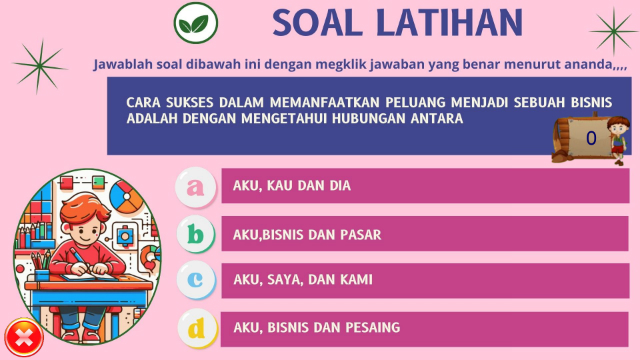 SOAL LATIHAN
Jawablah soal dibawah ini dengan megklik jawaban yang benar menurut ananda,,,,
CARA SUKSES DALAM MEMANFAATKAN PELUANG MENJADI SEBUAH BISNIS
ADALAH DENGAN MENGETAHUI HUBUNGAN ANTARA
0
a AKU, KAU DAN DIA
b AKU,BISNIS DAN PASAR
c AKU, SAYA, DAN KAMI
d AKU, BISNIS DAN PESAING